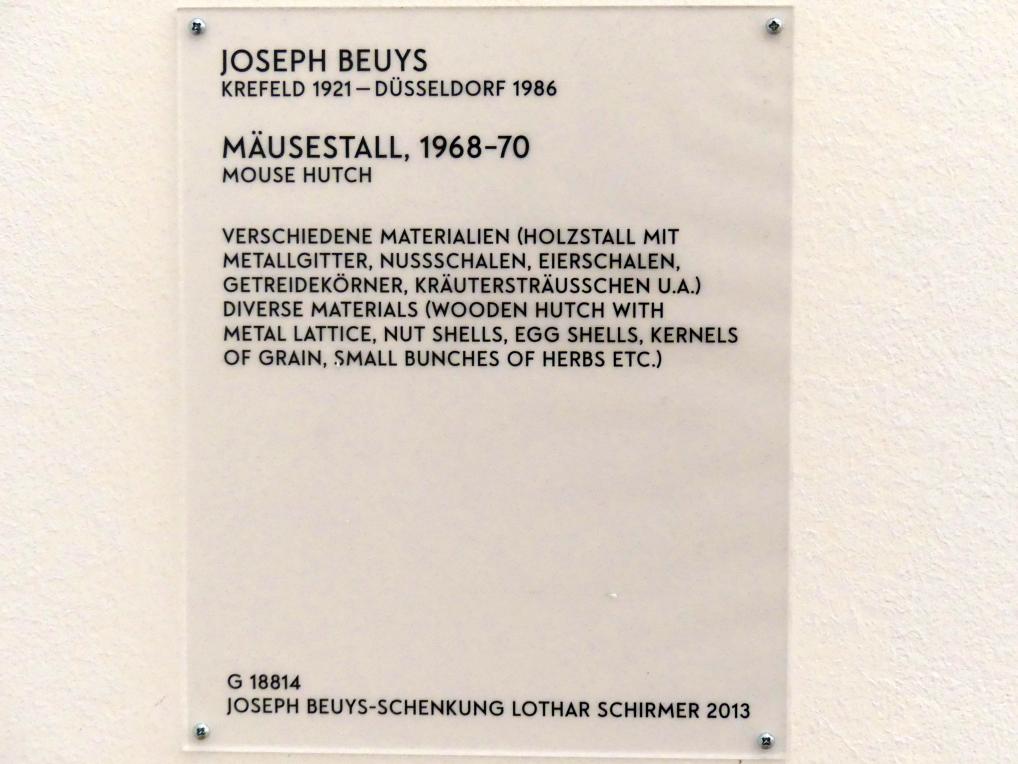 JOSEPH BEUYS
KREFELD 1921 – DÜSSELDORF 1986
MÄUSESTALL, 1968–70
MOUSE HUTCH
VERSCHIEDENE MATERIALIEN (HOLZSTALL MIT
METALLGITTER, NUSSSCHALEN, EIERSCHALEN,
GETREIDEKÖRNER, KRÄUTERSTRÄUSSCHEN U.A.)
DIVERSE MATERIALS (WOODEN HUTCH WITH
METAL LATTICE, NUT SHELLS, EGG SHELLS, KERNELS
OF GRAIN, SMALL BUNCHES OF HERBS ETC.)
G 18814
JOSEPH BEUYS-SCHENKUNG LOTHAR SCHIRMER 2013